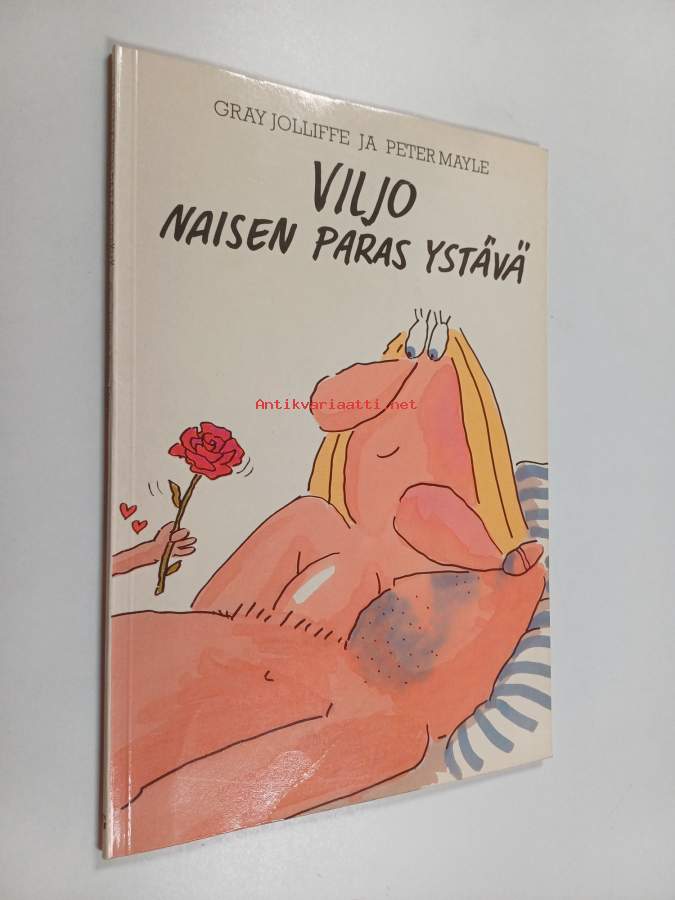 GRAY JOLLIFFE JA PETER MAYLE
VILJO
NAISEN PARAS YSTÄVÄ
Antikvariaatti.net